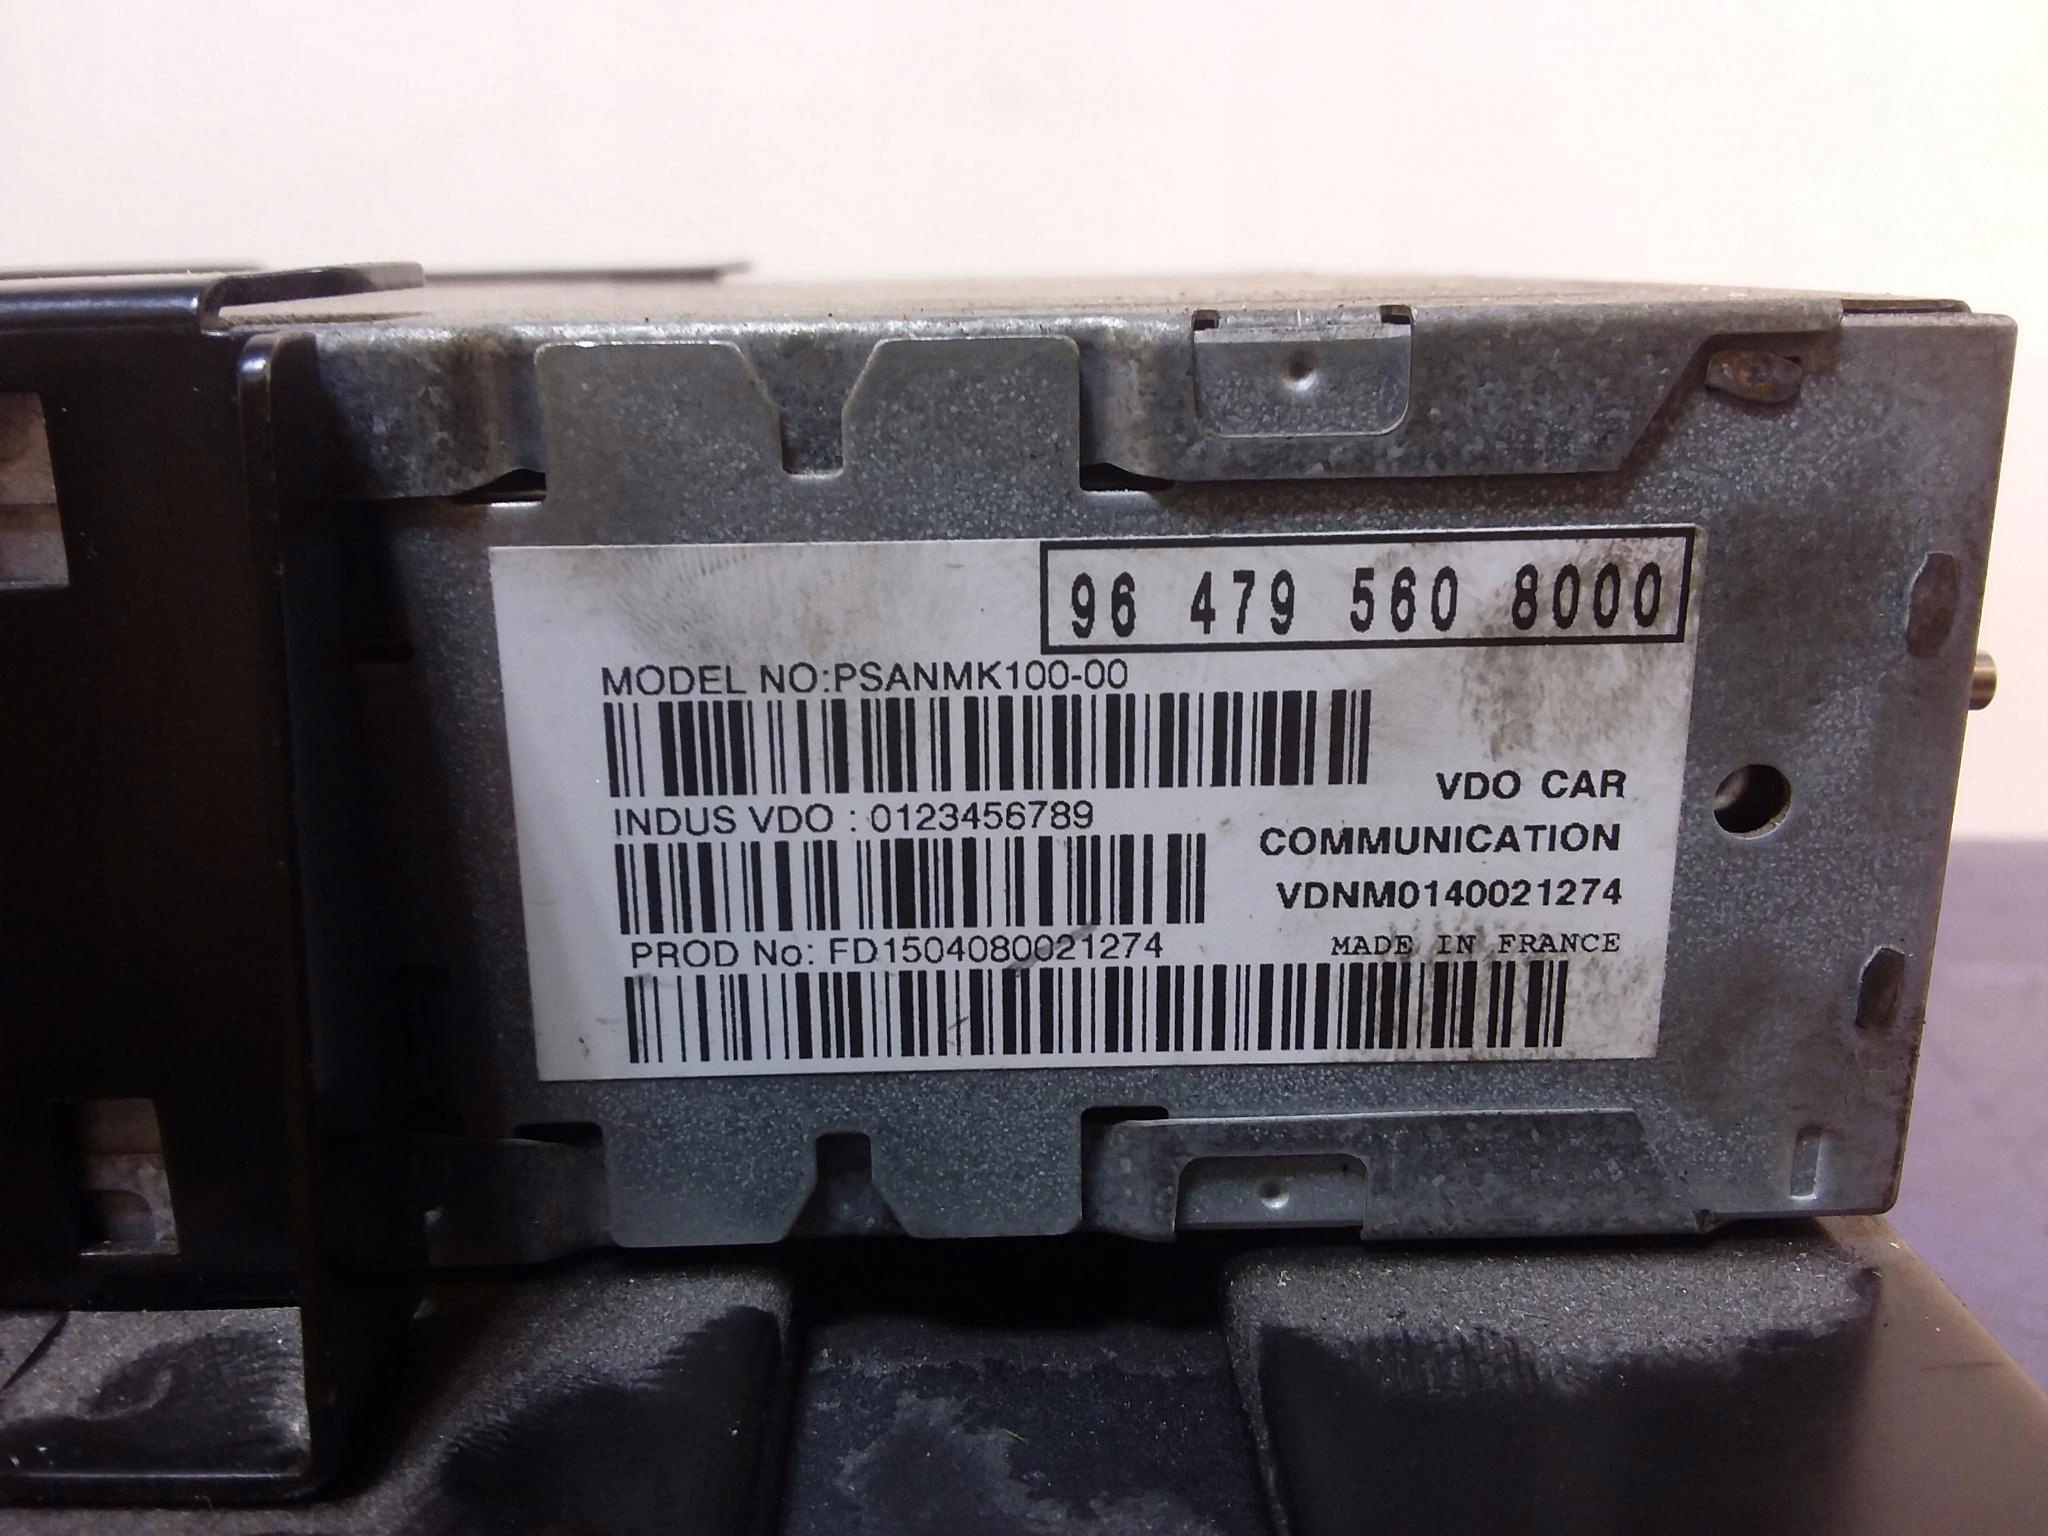 96 479 560 8000
MODEL NO:PSANMK100-00
VDO CAR
INDUS VDO : 0123456789
COMMUNICATION
VDNM0140021274
PROD No: FD1504080021274
MADE IN FRANCE